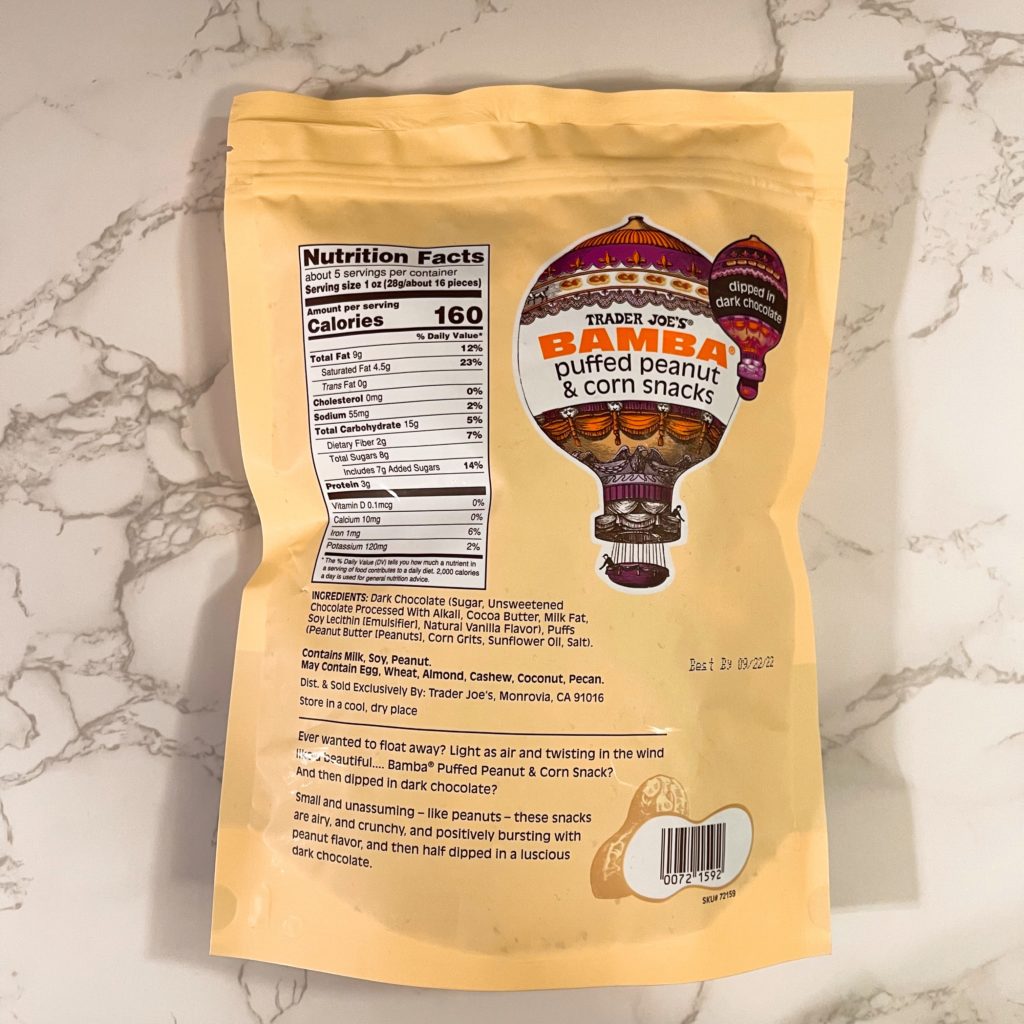 Nutrition Facts
about 5 servings per container
Serving size 1 oz (28g/about 16 pieces)
Amount per serving
Calories 160
% Daily Value*
Total Fat 9g 12%
Saturated Fat 4.5g 23%
Trans Fat 0g
Cholesterol 0mg 0%
Sodium 55mg 2%
Total Carbohydrate 15g 5%
Dietary Fiber 2g 7%
Total Sugars 8g
Includes 7g Added Sugars 14%
Protein 3g
Vitamin D 0.1mcg 0%
Calcium 10mg 0%
Iron 1mg 6%
Potassium 120mg 2%
*The % Daily Value (DV) tells you how much a nutrient in
a serving of food contributes to a daily diet. 2,000 calories
a day is used for general nutrition advice.
dipped in
dark chocolate
TRADER JOE'S®
BAMBA®
puffed peanut
& corn snacks
INGREDIENTS: Dark Chocolate (Sugar, Unsweetened
Chocolate Processed With Alkali, Cocoa Butter, Milk Fat,
Soy Lecithin [Emulsifier], Natural Vanilla Flavor), Puffs
(Peanut Butter [Peanuts], Corn Grits, Sunflower Oil, Salt).
Contains Milk, Soy, Peanut.
May Contain Egg, Wheat, Almond, Cashew, Coconut, Pecan.
Dist. & Sold Exclusively By: Trader Joe's, Monrovia, CA 91016
Store in a cool, dry place
Best By 09/22/22
Ever wanted to float away? Light as air and twisting in the wind
like a beautiful.... Bamba® Puffed Peanut & Corn Snack?
And then dipped in dark chocolate?
Small and unassuming – like peanuts – these snacks
are airy, and crunchy, and positively bursting with
peanut flavor, and then half dipped in a luscious
dark chocolate.
0072 1592
SKU# 72159